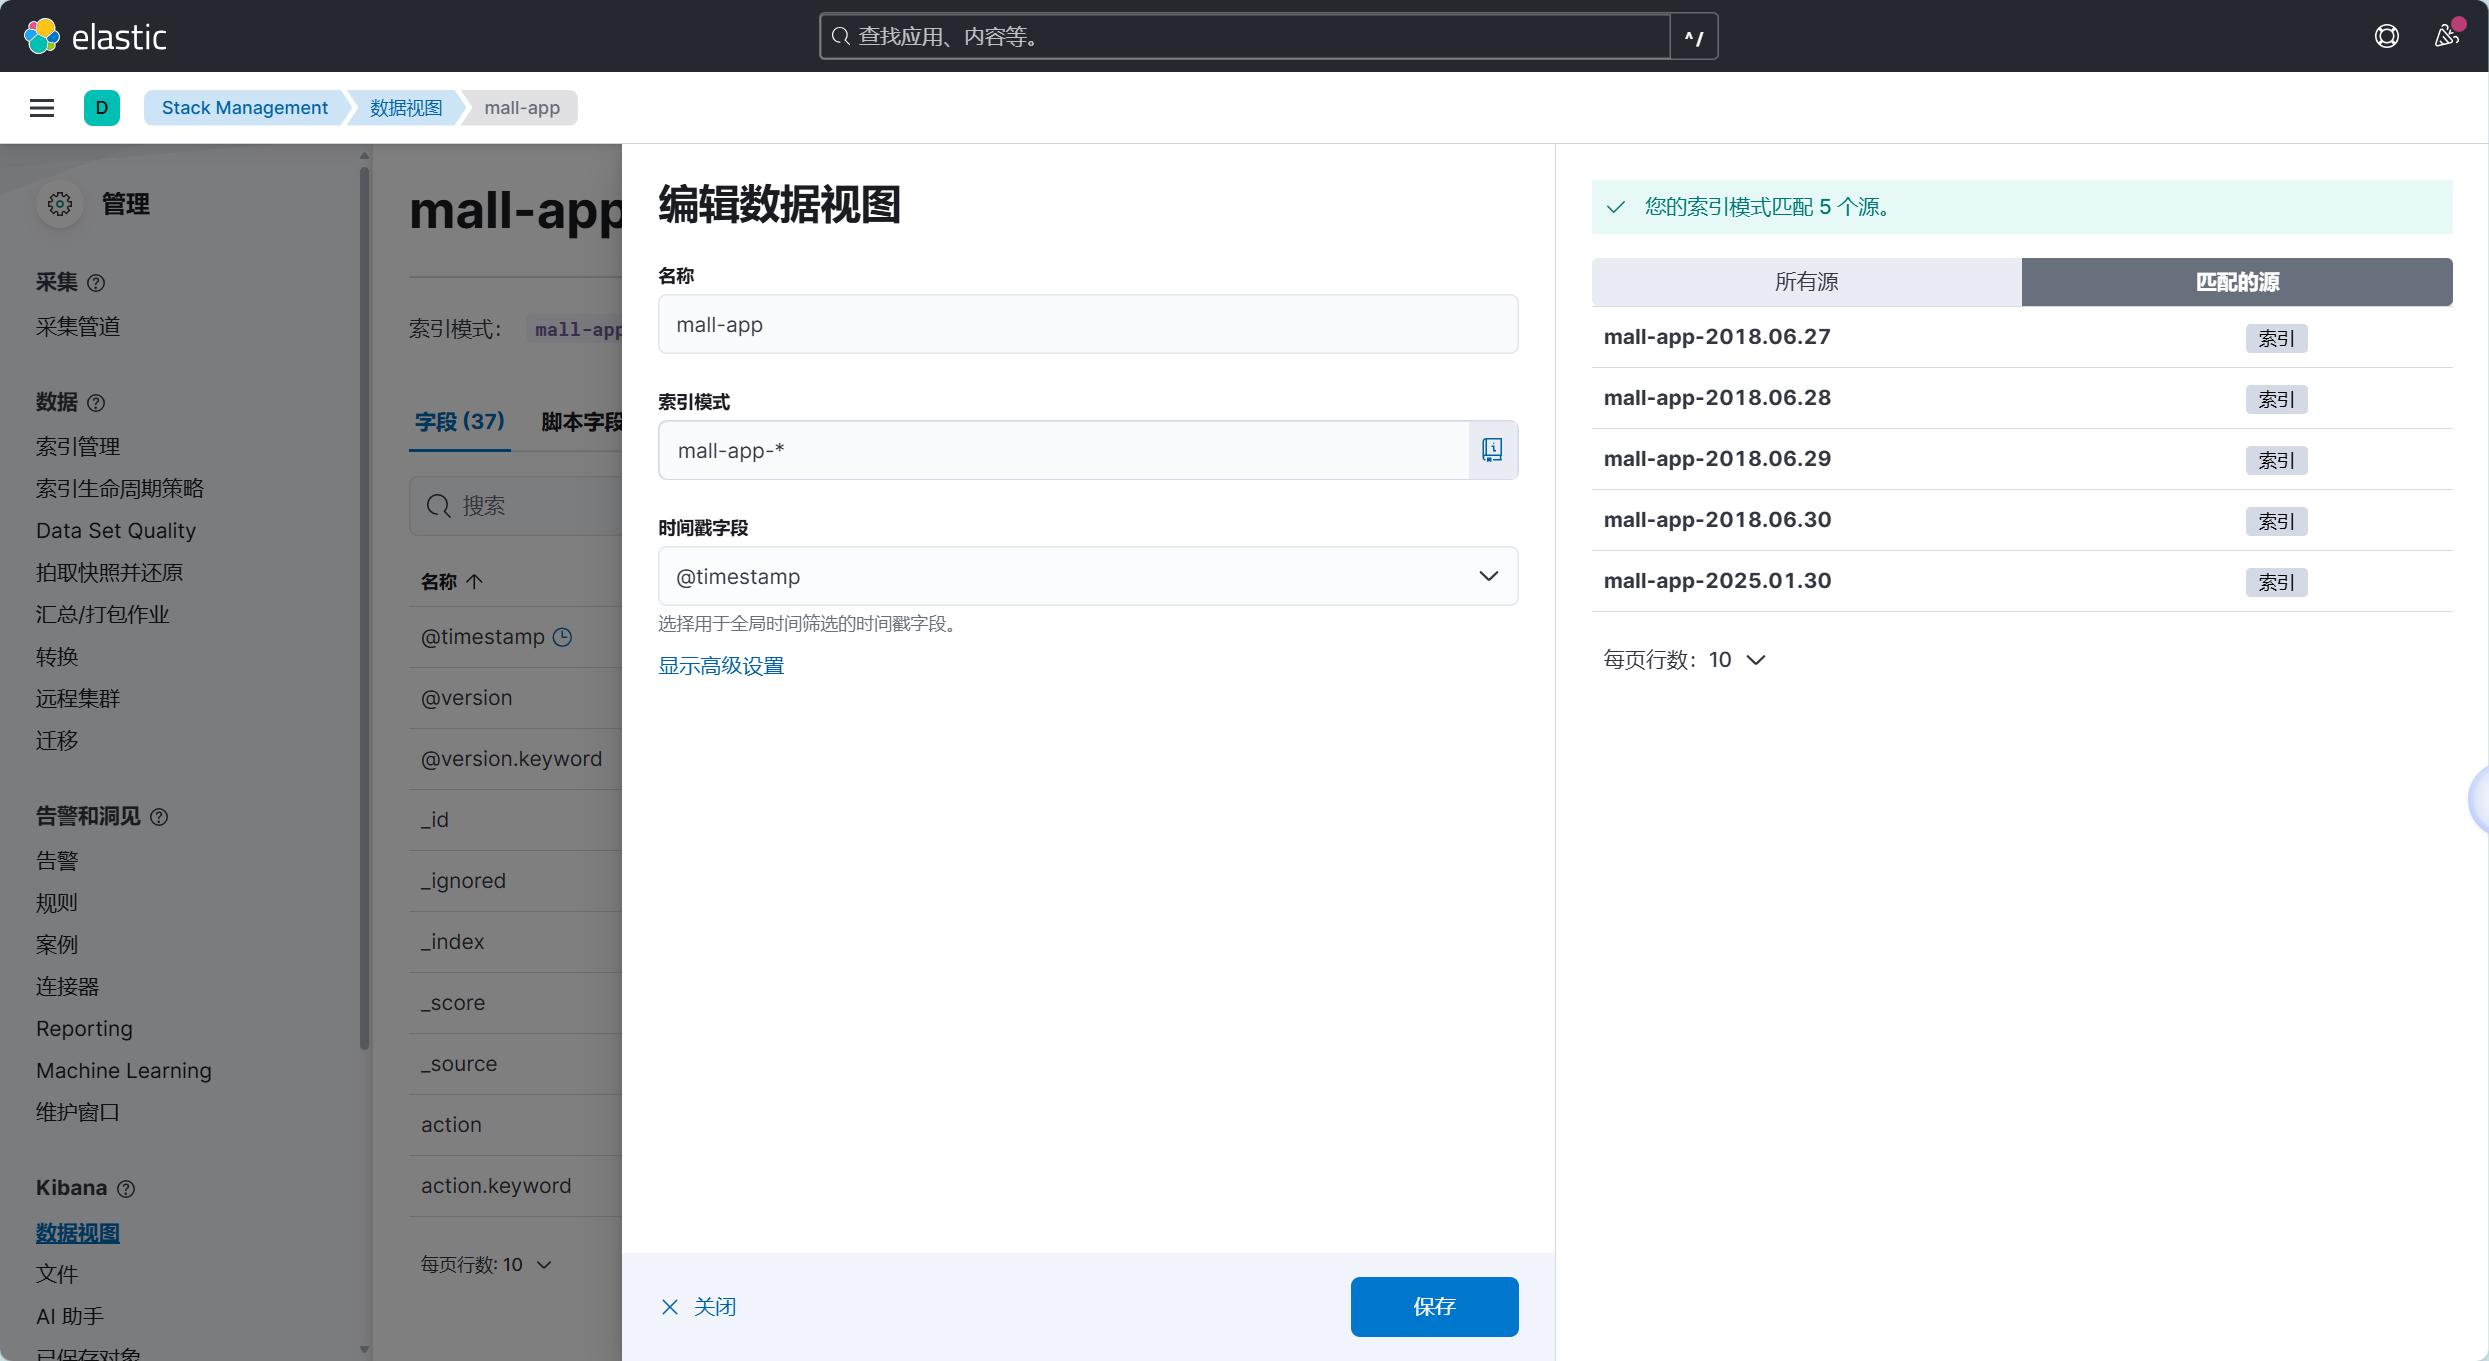 elastic
查找应用、内容等。
^/
D
Stack Management
数据视图
mall-app
管理
采集
采集管道
数据
索引管理
索引生命周期策略
Data Set Quality
拍取快照并还原
汇总/打包作业
转换
远程集群
迁移
告警和洞见
告警
规则
案例
连接器
Reporting
Machine Learning
维护窗口
Kibana
数据视图
文件
AI 助手
已保存对象
mall-app
索引模式：
mall-app
字段 (37)
脚本字段
搜索
名称
@timestamp
@version
@version.keyword
_id
_ignored
_index
_score
_source
action
action.keyword
每页行数: 10
编辑数据视图
名称
mall-app
索引模式
mall-app-*
时间戳字段
@timestamp
选择用于全局时间筛选的时间戳字段。
显示高级设置
关闭
保存
您的索引模式匹配 5 个源。
所有源
匹配的源
mall-app-2018.06.27 索引
mall-app-2018.06.28 索引
mall-app-2018.06.29 索引
mall-app-2018.06.30 索引
mall-app-2025.01.30 索引
每页行数：10